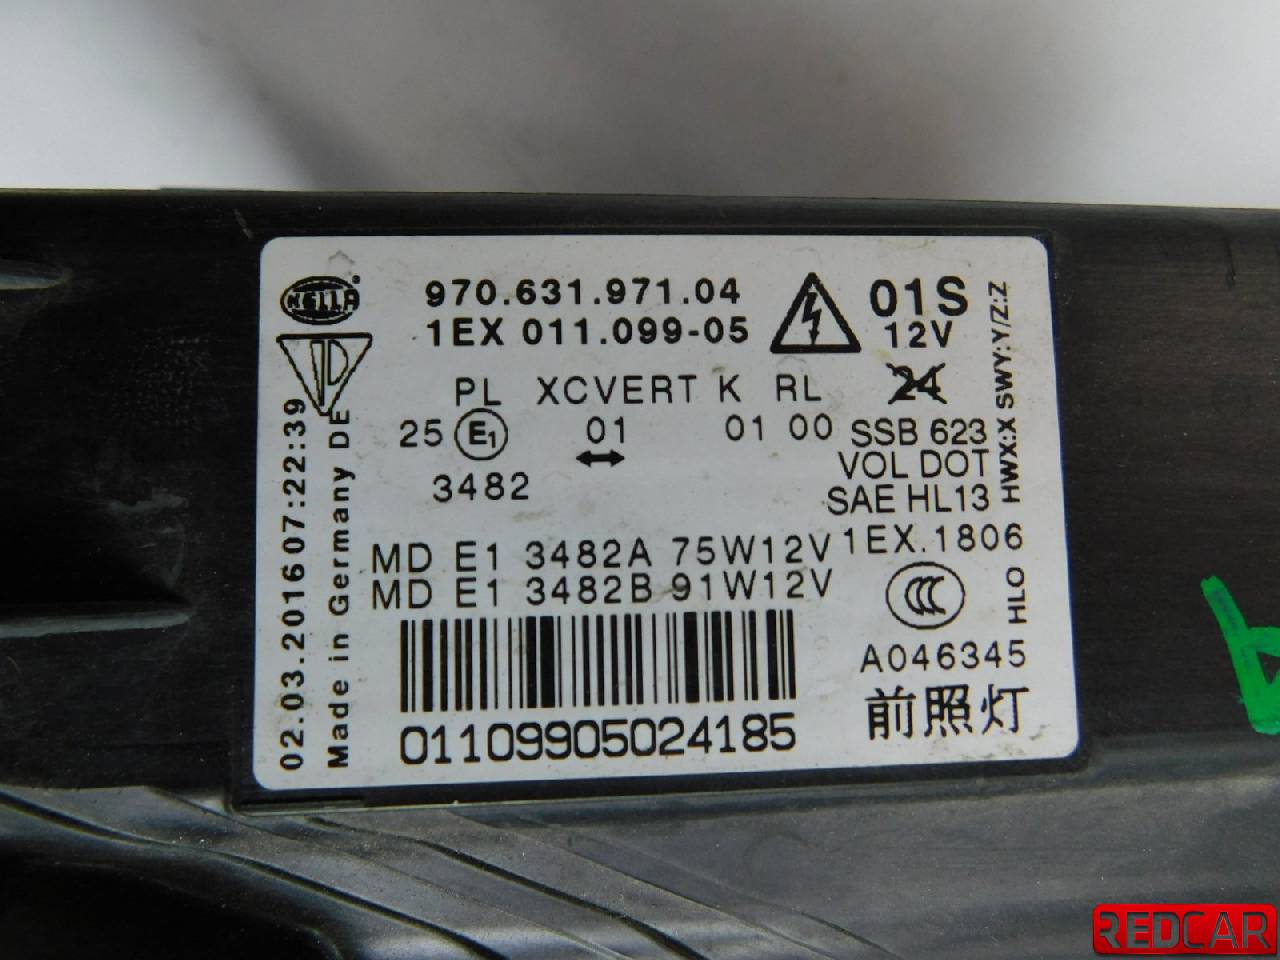 HELLA
970.631.971.04
1EX 011.099-05
01S
12V
PL XCVERT K RL
24
25 E1 01 01 00
SSB 623
3482
VOL DOT
SAE HL13
HWX:X SWY:Y/Z:Z
MD E1 3482A 75W12V
1EX.1806
MD E1 3482B 91W12V
CCC
HLO
A046345
前照灯
01109905024185
02.03.201607:22:39
Made in Germany DE
REDCAR